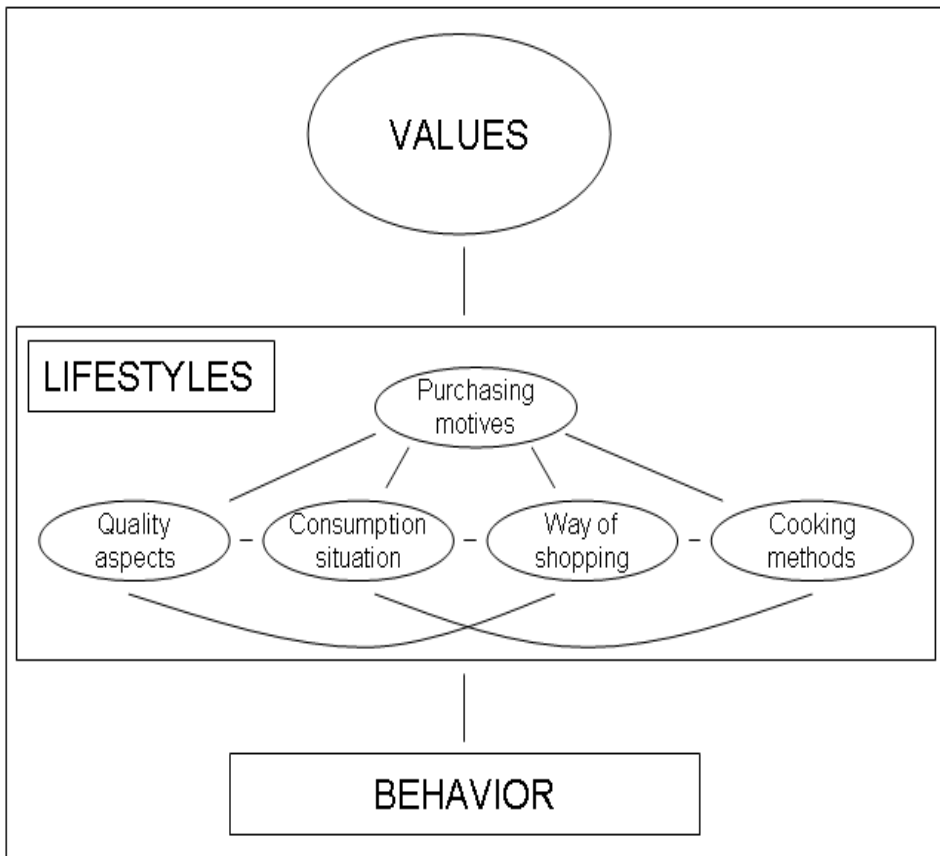 VALUES
LIFESTYLES
Purchasing
motives
Quality
aspects
Consumption
situation
Way of
shopping
Cooking
methods
BEHAVIOR